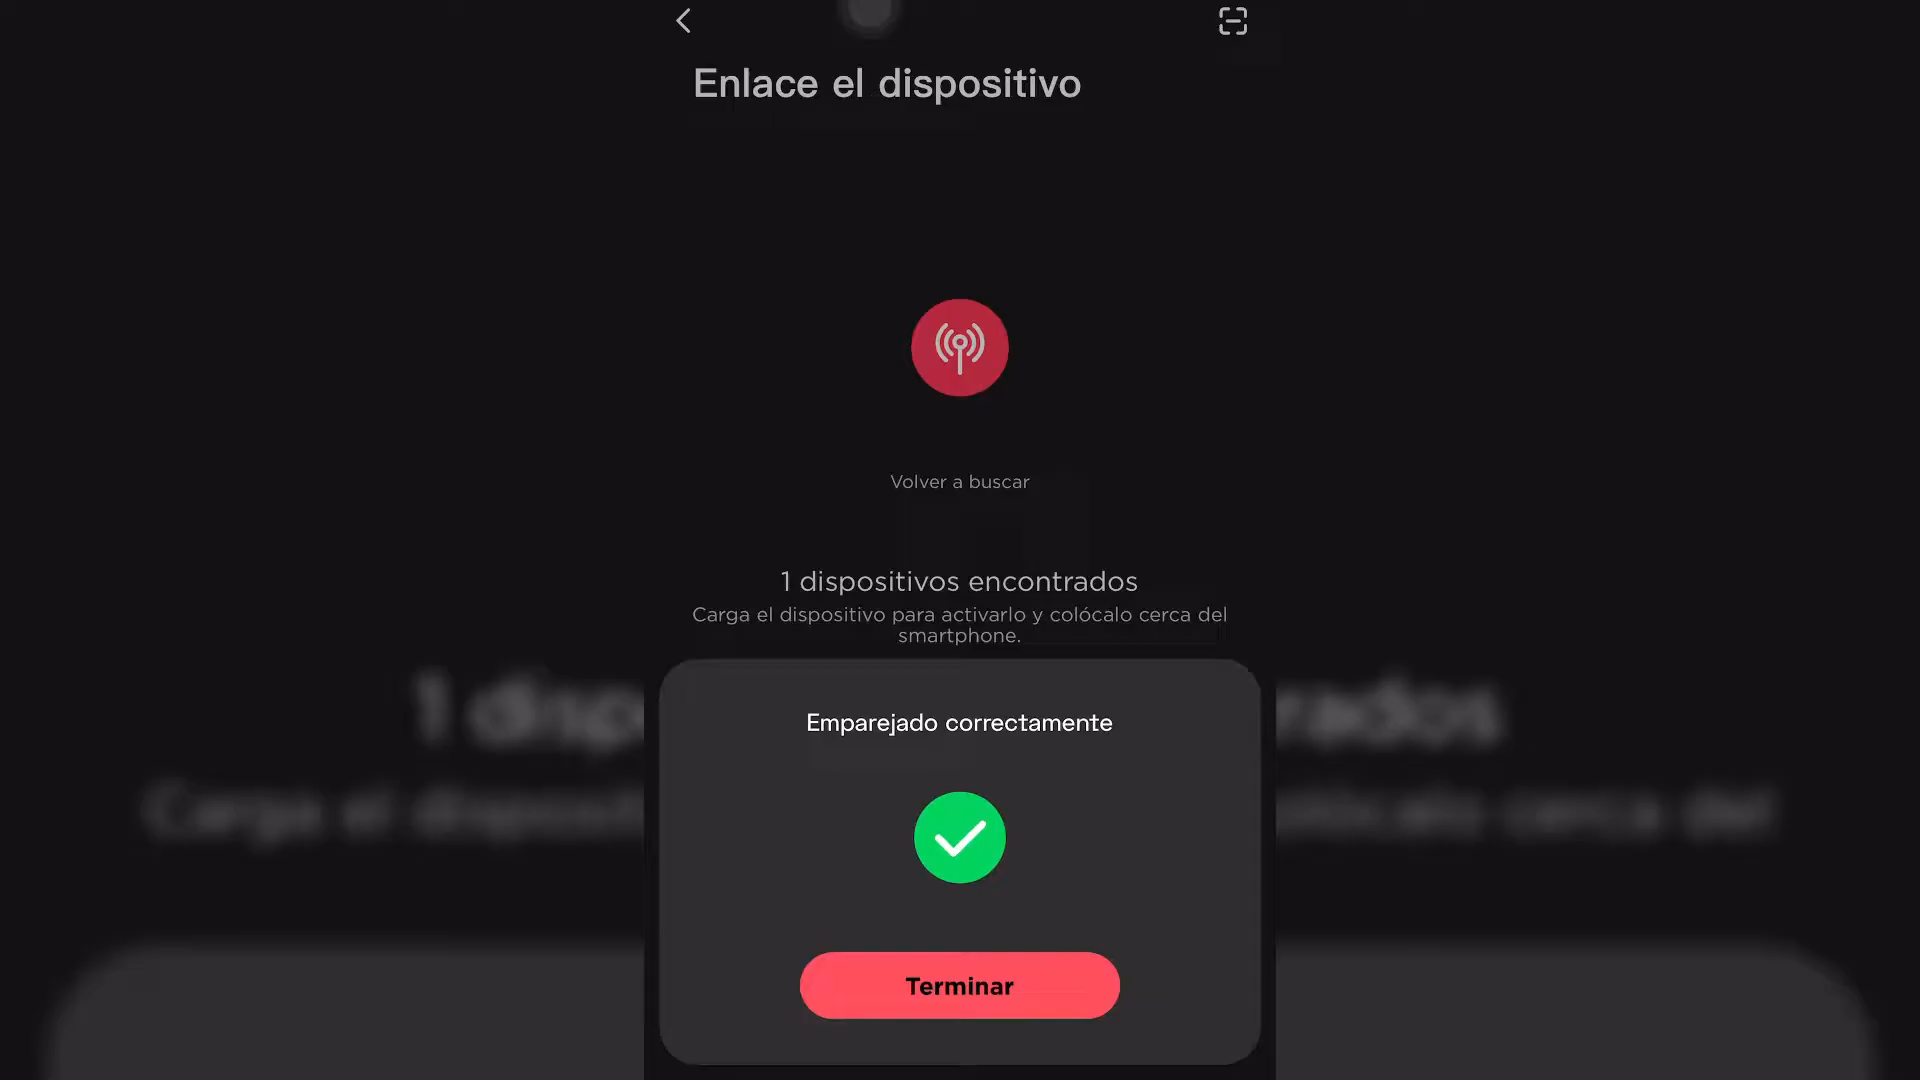 Enlace el dispositivo
Volver a buscar
1 dispositivos encontrados
Carga el dispositivo para activarlo y colócalo cerca del
smartphone.
Emparejado correctamente
Terminar